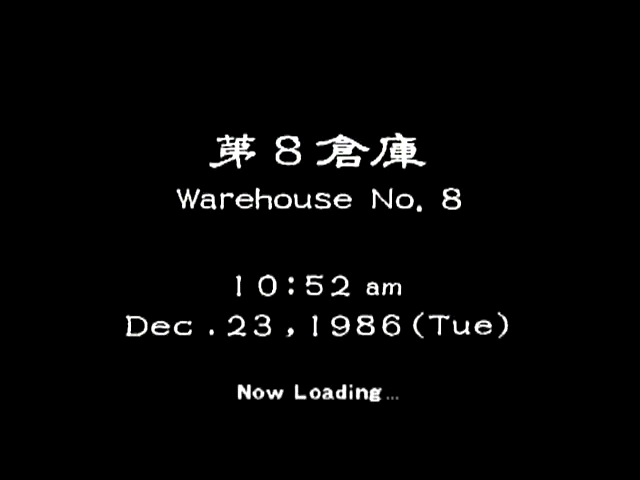 第8倉庫
Warehouse No. 8
10:52 am
Dec.23,1986(Tue)
Now Loading...